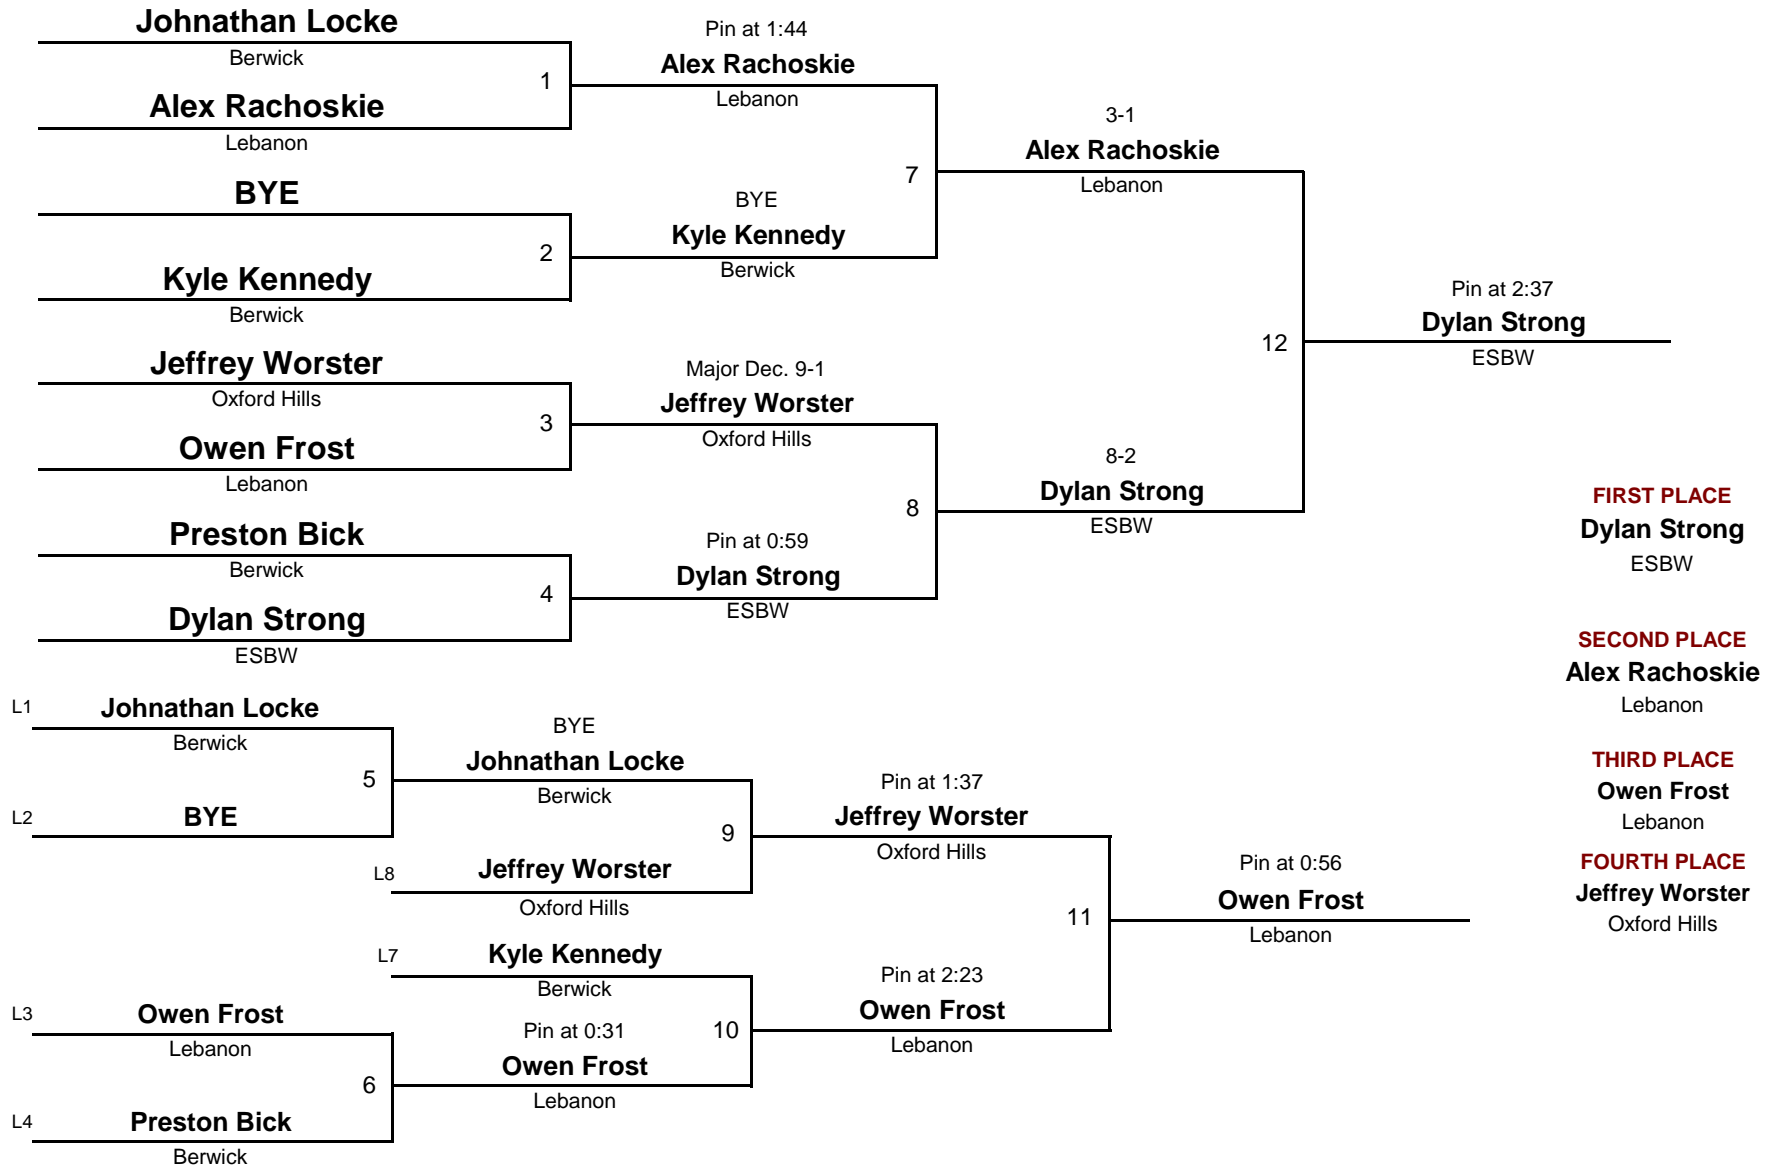 Johnathan Locke
Berwick
1
Alex Rachoskie
Lebanon
BYE
2
Kyle Kennedy
Berwick
Jeffrey Worster
Oxford Hills
3
Owen Frost
Lebanon
Preston Bick
Berwick
4
Dylan Strong
ESBW
Pin at 1:44
Alex Rachoskie
Lebanon
7
BYE
Kyle Kennedy
Berwick
Major Dec. 9-1
Jeffrey Worster
Oxford Hills
8
Pin at 0:59
Dylan Strong
ESBW
3-1
Alex Rachoskie
Lebanon
12
8-2
Dylan Strong
ESBW
Pin at 2:37
Dylan Strong
ESBW
FIRST PLACE
Dylan Strong
ESBW
SECOND PLACE
Alex Rachoskie
Lebanon
THIRD PLACE
Owen Frost
Lebanon
FOURTH PLACE
Jeffrey Worster
Oxford Hills
L1 Johnathan Locke
Berwick
5
L2 BYE
BYE
Johnathan Locke
Berwick
9
L8 Jeffrey Worster
Oxford Hills
L7 Kyle Kennedy
Berwick
10
L3 Owen Frost
Lebanon
6
L4 Preston Bick
Berwick
Pin at 0:31
Owen Frost
Lebanon
Pin at 1:37
Jeffrey Worster
Oxford Hills
11
Pin at 2:23
Owen Frost
Lebanon
Pin at 0:56
Owen Frost
Lebanon